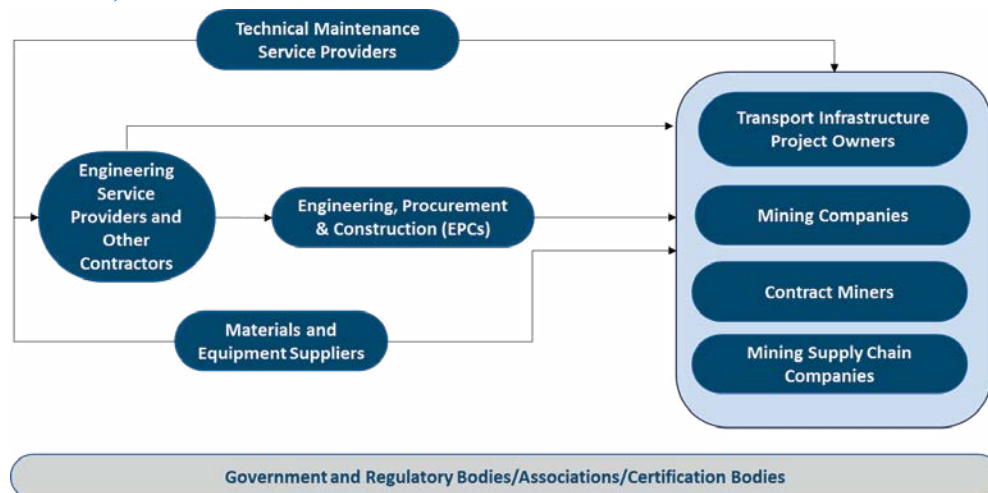 Technical Maintenance
Service Providers
Transport Infrastructure
Project Owners
Engineering
Service
Providers and
Other
Contractors
Engineering, Procurement
& Construction (EPCs)
Mining Companies
Contract Miners
Materials and
Equipment Suppliers
Mining Supply Chain
Companies
Government and Regulatory Bodies/Associations/Certification Bodies